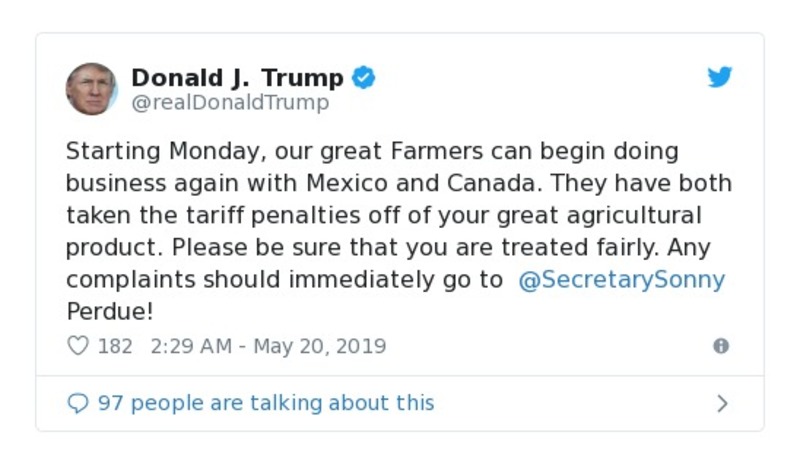 Donald J. Trump
@realDonaldTrump
Starting Monday, our great Farmers can begin doing
business again with Mexico and Canada. They have both
taken the tariff penalties off of your great agricultural
product. Please be sure that you are treated fairly. Any
complaints should immediately go to @SecretarySonny
Perdue!
182 2:29 AM - May 20, 2019
97 people are talking about this